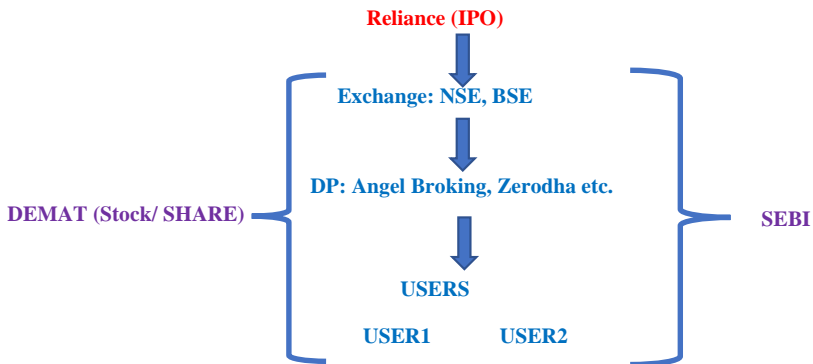 Reliance (IPO)
Exchange: NSE, BSE
DP: Angel Broking, Zerodha etc.
DEMAT (Stock/ SHARE)
SEBI
USERS
USER1 USER2